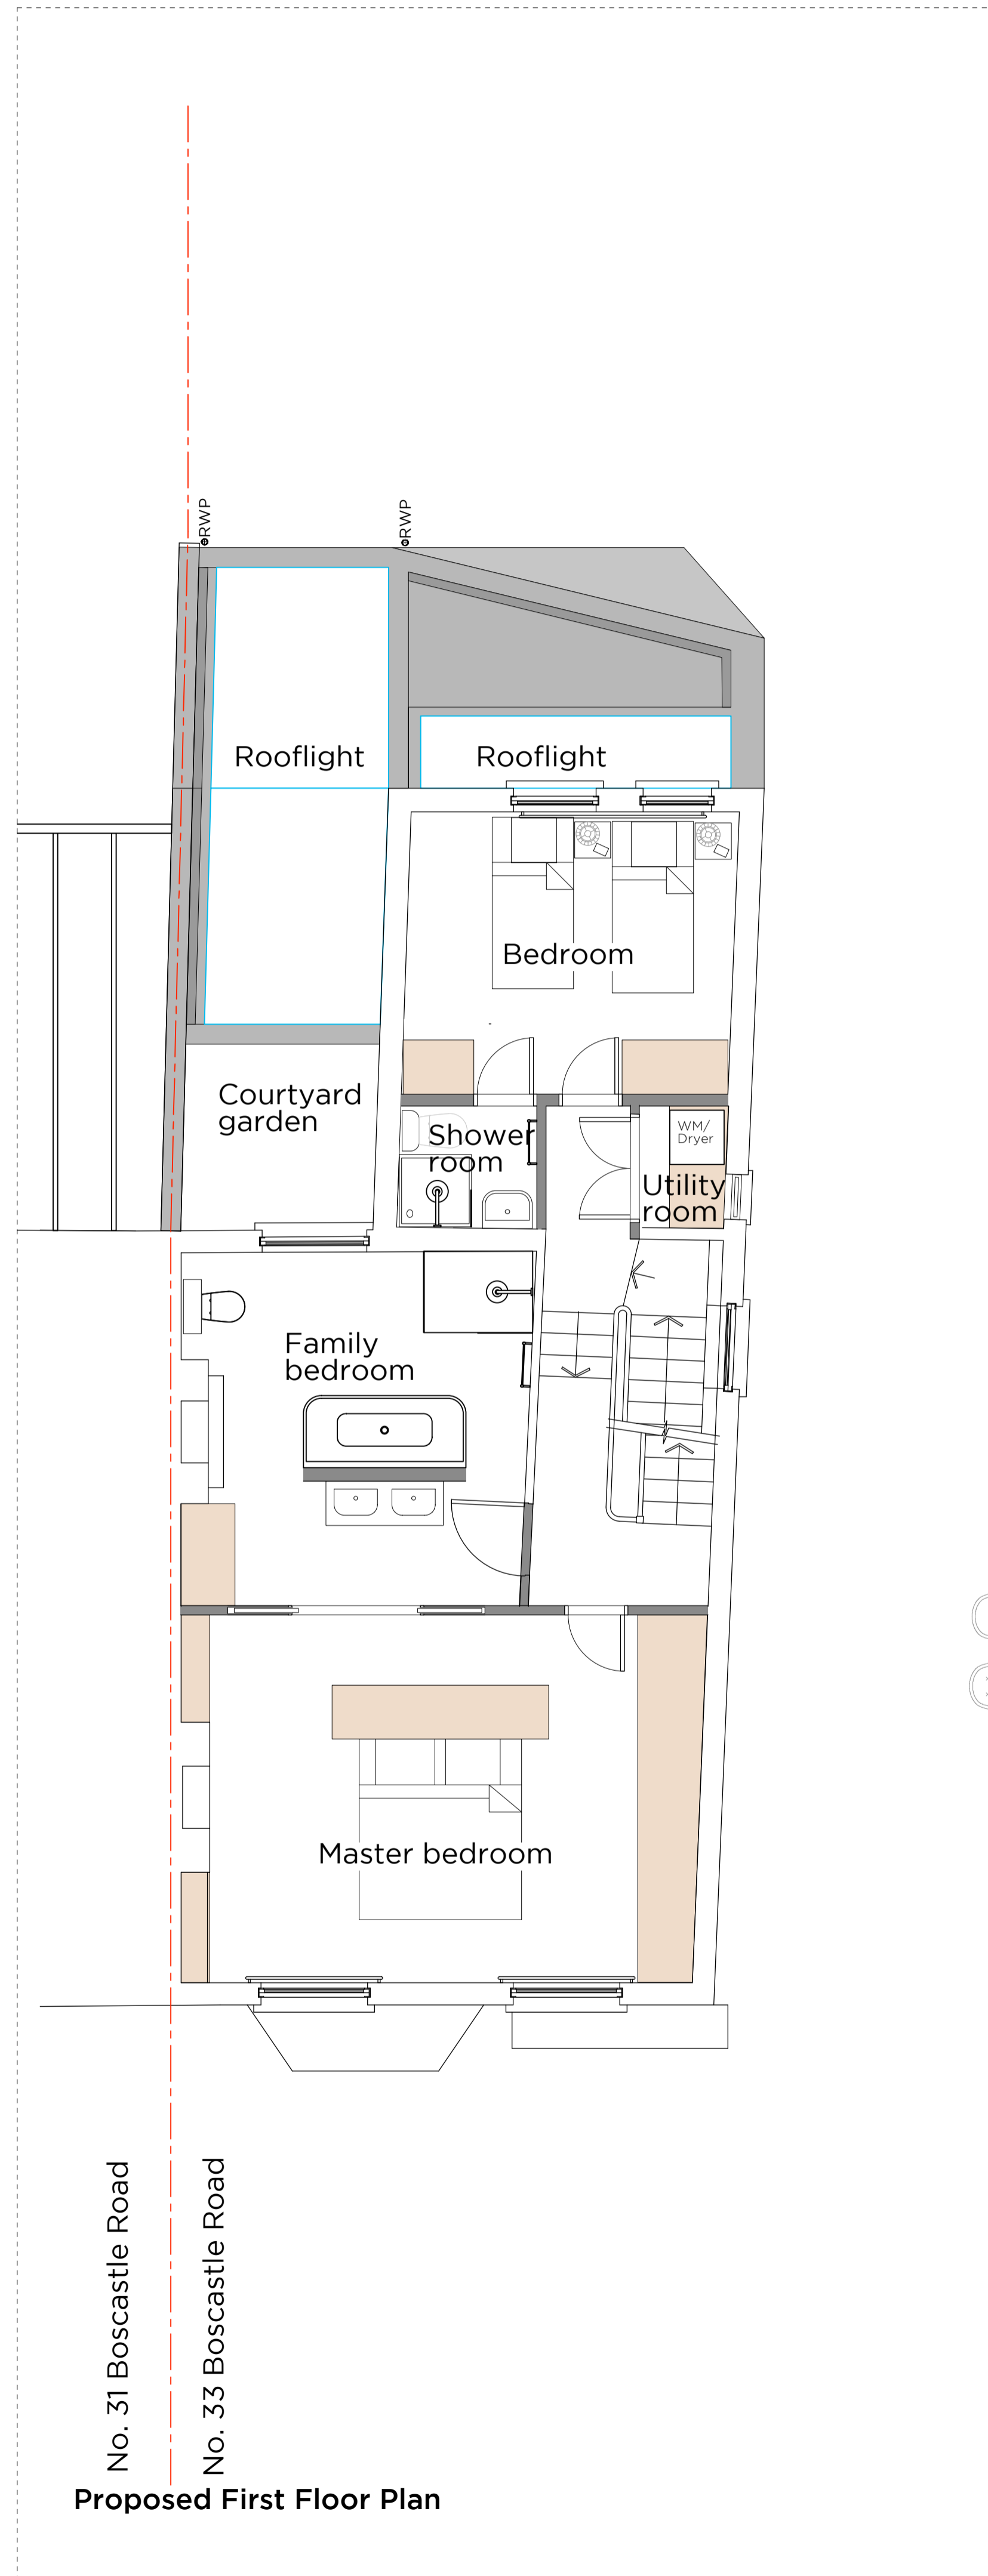 RWP
RWP
Rooflight
Rooflight
Bedroom
Courtyard
garden
Shower
room
WM/
Dryer
Utility
room
Family
bedroom
Master bedroom
No. 31 Boscastle Road
No. 33 Boscastle Road
Proposed First Floor Plan